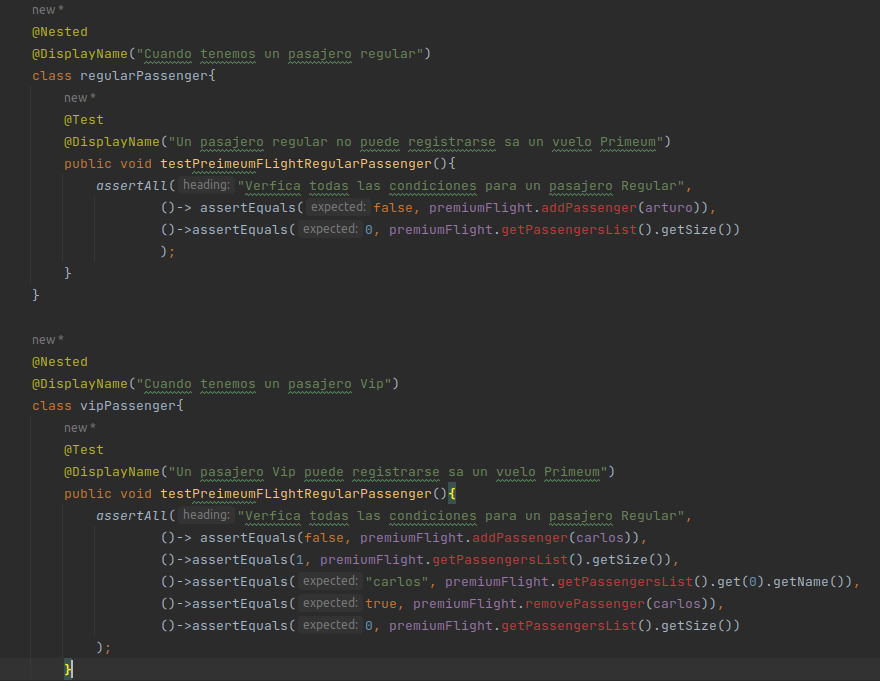 new *
@Nested
@DisplayName("Cuando tenemos un pasajero regular")
class regularPassenger{
new *
@Test
@DisplayName("Un pasajero regular no puede registrarse sa un vuelo Primeum")
public void testPreimeumFLightRegularPassenger(){
assertAll( heading: "Verfica todas las condiciones para un pasajero Regular",
()-> assertEquals( expected: false, premiumFlight.addPassenger(arturo)),
()->assertEquals( expected: 0, premiumFlight.getPassengersList().getSize())
);
}
}
new *
@Nested
@DisplayName("Cuando tenemos un pasajero Vip")
class vipPassenger{
new *
@Test
@DisplayName("Un pasajero Vip puede registrarse sa un vuelo Primeum")
public void testPreimeumFLightRegularPassenger(){
assertAll( heading: "Verfica todas las condiciones para un pasajero Regular",
()-> assertEquals(false, premiumFlight.addPassenger(carlos)),
()->assertEquals(1, premiumFlight.getPassengersList().getSize()),
()->assertEquals( expected: "carlos", premiumFlight.getPassengersList().get(0).getName()),
()->assertEquals( expected: true, premiumFlight.removePassenger(carlos)),
()->assertEquals( expected: 0, premiumFlight.getPassengersList().getSize())
);
}